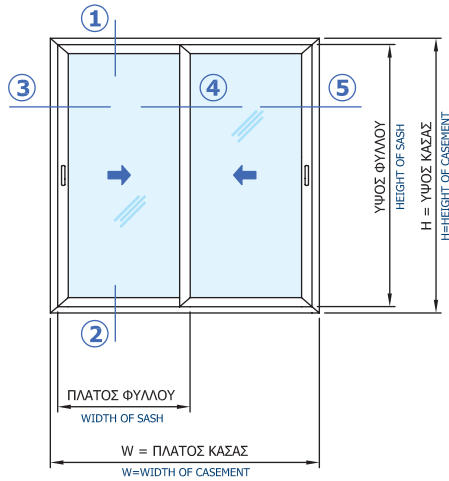 1
3
4
5
ΥΨΟΣ ΦΥΛΛΟΥ
HEIGHT OF SASH
H = ΥΨΟΣ ΚΑΣΑΣ
H=HEIGHT OF CASEMENT
2
ΠΛΑΤΟΣ ΦΥΛΛΟΥ
WIDTH OF SASH
W = ΠΛΑΤΟΣ ΚΑΣΑΣ
W=WIDTH OF CASEMENT